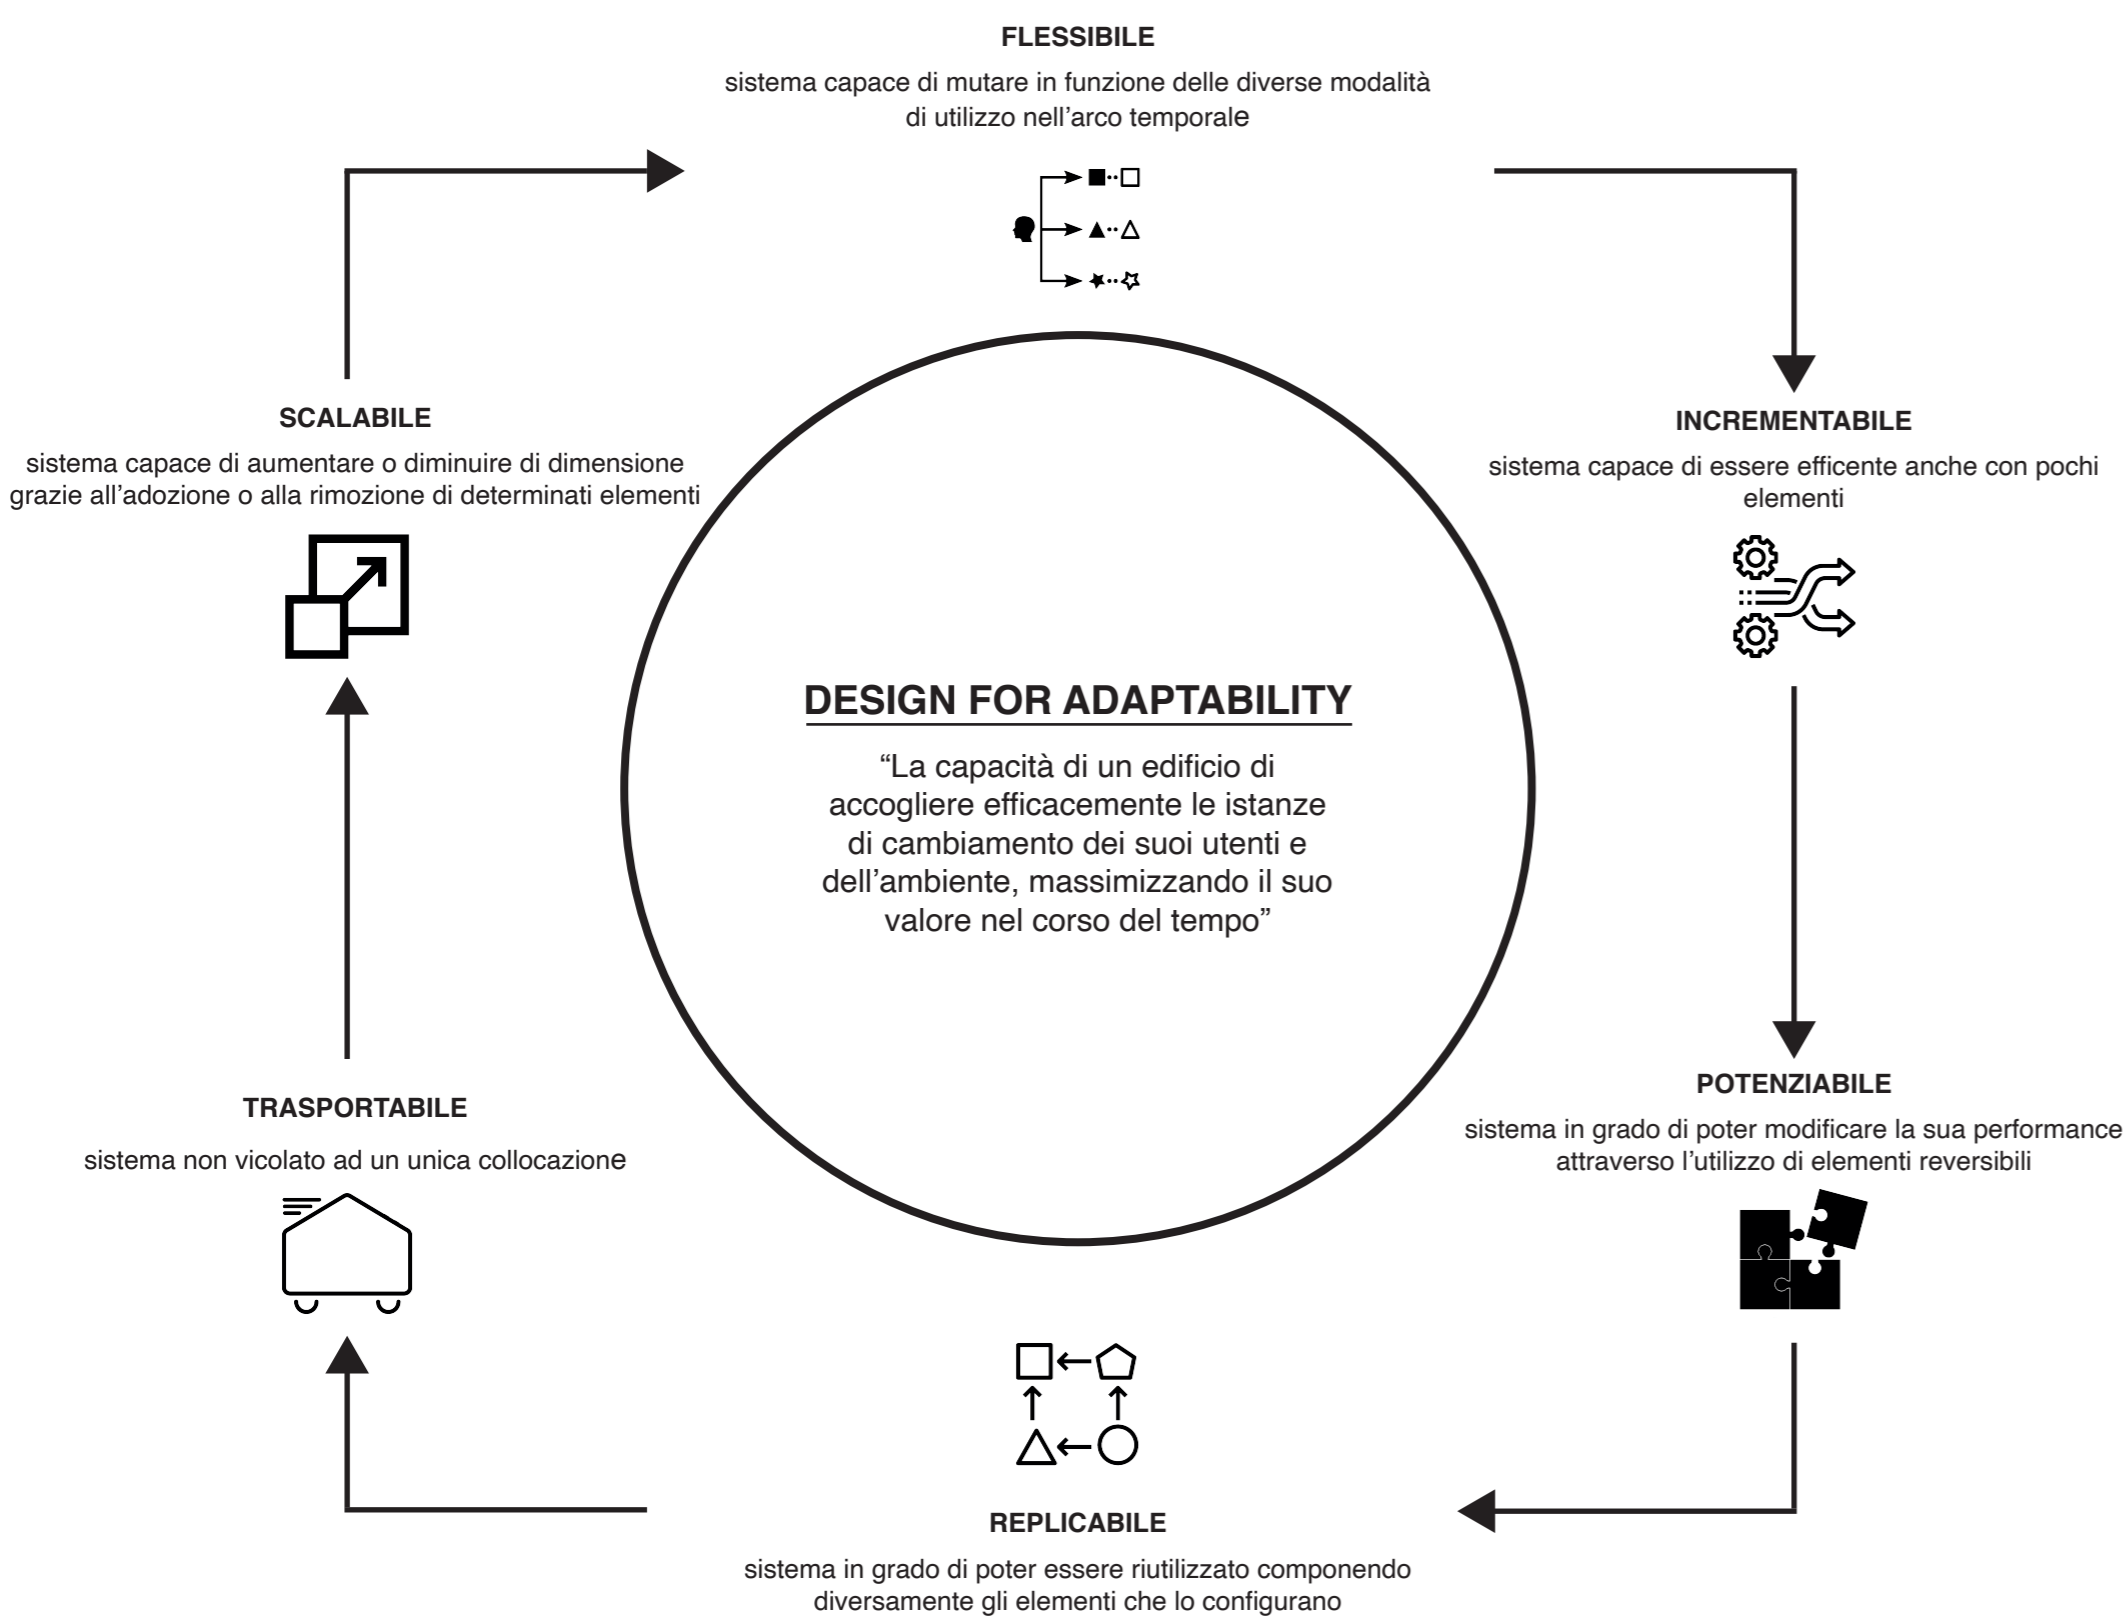 FLESSIBILE
sistema capace di mutare in funzione delle diverse modalità
di utilizzo nell’arco temporale
SCALABILE
sistema capace di aumentare o diminuire di dimensione
grazie all’adozione o alla rimozione di determinati elementi
INCREMENTABILE
sistema capace di essere efficente anche con pochi
elementi
DESIGN FOR ADAPTABILITY
“La capacità di un edificio di
accogliere efficacemente le istanze
di cambiamento dei suoi utenti e
dell’ambiente, massimizzando il suo
valore nel corso del tempo”
TRASPORTABILE
sistema non vicolato ad un unica collocazione
POTENZIABILE
sistema in grado di poter modificare la sua performance
attraverso l’utilizzo di elementi reversibili
REPLICABILE
sistema in grado di poter essere riutilizzato componendo
diversamente gli elementi che lo configurano